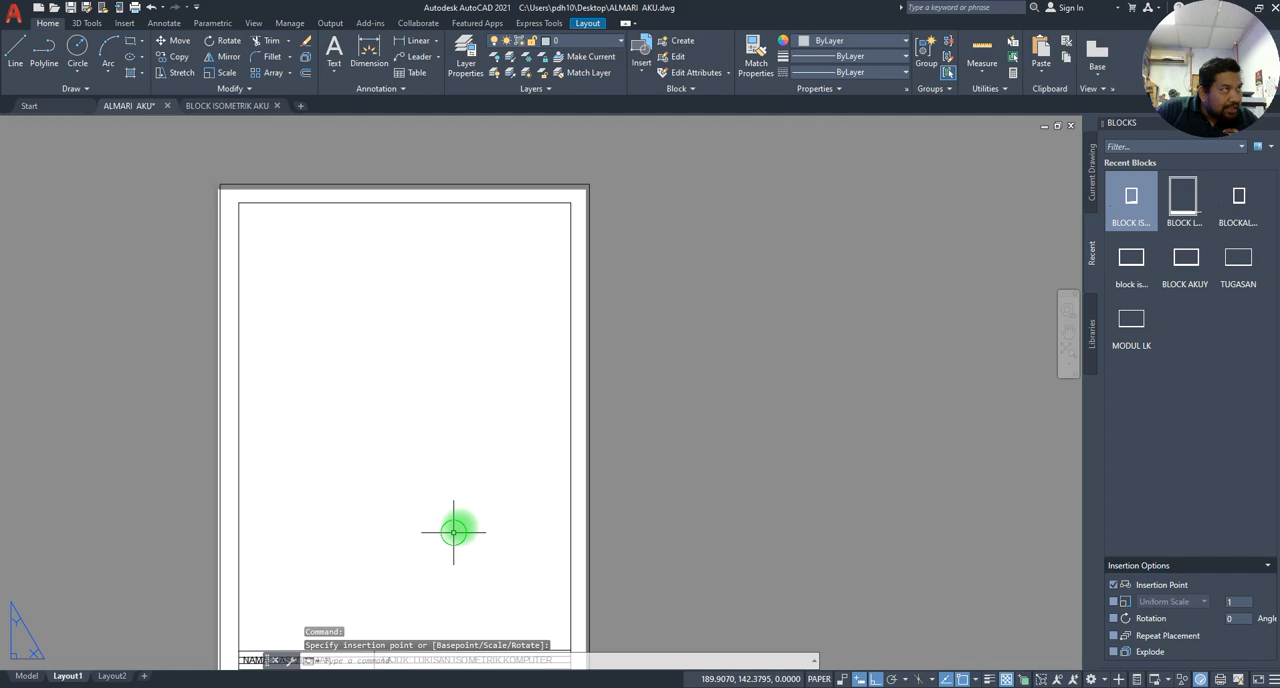 Autodesk AutoCAD 2021 C:\Users\pdh10\Desktop\ALMARI AKU.dwg
Type a keyword or phrase
Sign In
Home 3D Tools Insert Annotate Parametric View Manage Output Add-ins Collaborate Featured Apps Express Tools Layout
Line Polyline Circle Arc
Move Rotate Trim
Copy Mirror Fillet
Stretch Scale Array
Text Dimension
Linear
Leader
Table
Layer Properties
0
Make Current
Match Layer
Insert
Create
Edit
Edit Attributes
Match Properties
ByLayer
ByLayer
ByLayer
Group Measure Paste Base
Draw Modify Annotation Layers Block Properties Groups Utilities Clipboard View
Start ALMARI AKU* BLOCK ISOMETRIK AKU
BLOCKS
Filter...
Recent Blocks
Current Drawing
Recent
Libraries
BLOCK IS... BLOCK L... BLOCKAL...
block is... BLOCK AKUY TUGASAN
MODUL LK
Insertion Options
Insertion Point
Uniform Scale 1
Rotation 0 Angle
Repeat Placement
Explode
Y
X
Command:
Specify insertion point or [Basepoint/Scale/Rotate]:
Type a command
LUKISAN ISOMETRIK KOMPUTER
Model Layout1 Layout2
189.9070, 142.3795, 0.0000 PAPER